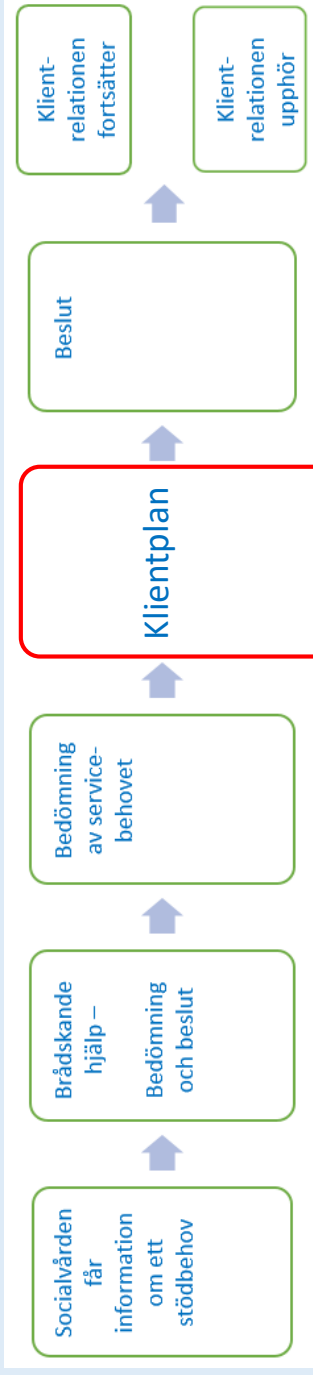 Socialvården
får
information
om ett
stödbehov
Brådskande
hjälp –
Bedömning
och beslut
Bedömning
av service-
behovet
Klientplan
Beslut
Klient-
relationen
fortsätter
Klient-
relationen
upphör